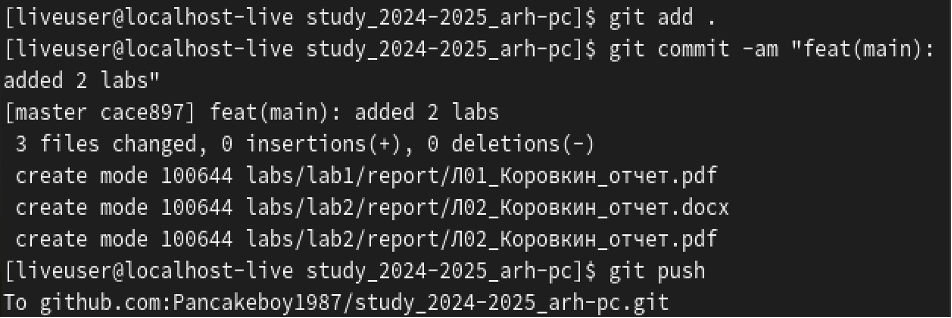 [liveuser@localhost-live study_2024-2025_arh-pc]$ git add .
[liveuser@localhost-live study_2024-2025_arh-pc]$ git commit -am "feat(main):
added 2 labs"
[master cace897] feat(main): added 2 labs
 3 files changed, 0 insertions(+), 0 deletions(-)
 create mode 100644 labs/lab1/report/Л01_Коровкин_отчет.pdf
 create mode 100644 labs/lab2/report/Л02_Коровкин_отчет.docx
 create mode 100644 labs/lab2/report/Л02_Коровкин_отчет.pdf
[liveuser@localhost-live study_2024-2025_arh-pc]$ git push
To github.com:Pancakeboy1987/study_2024-2025_arh-pc.git